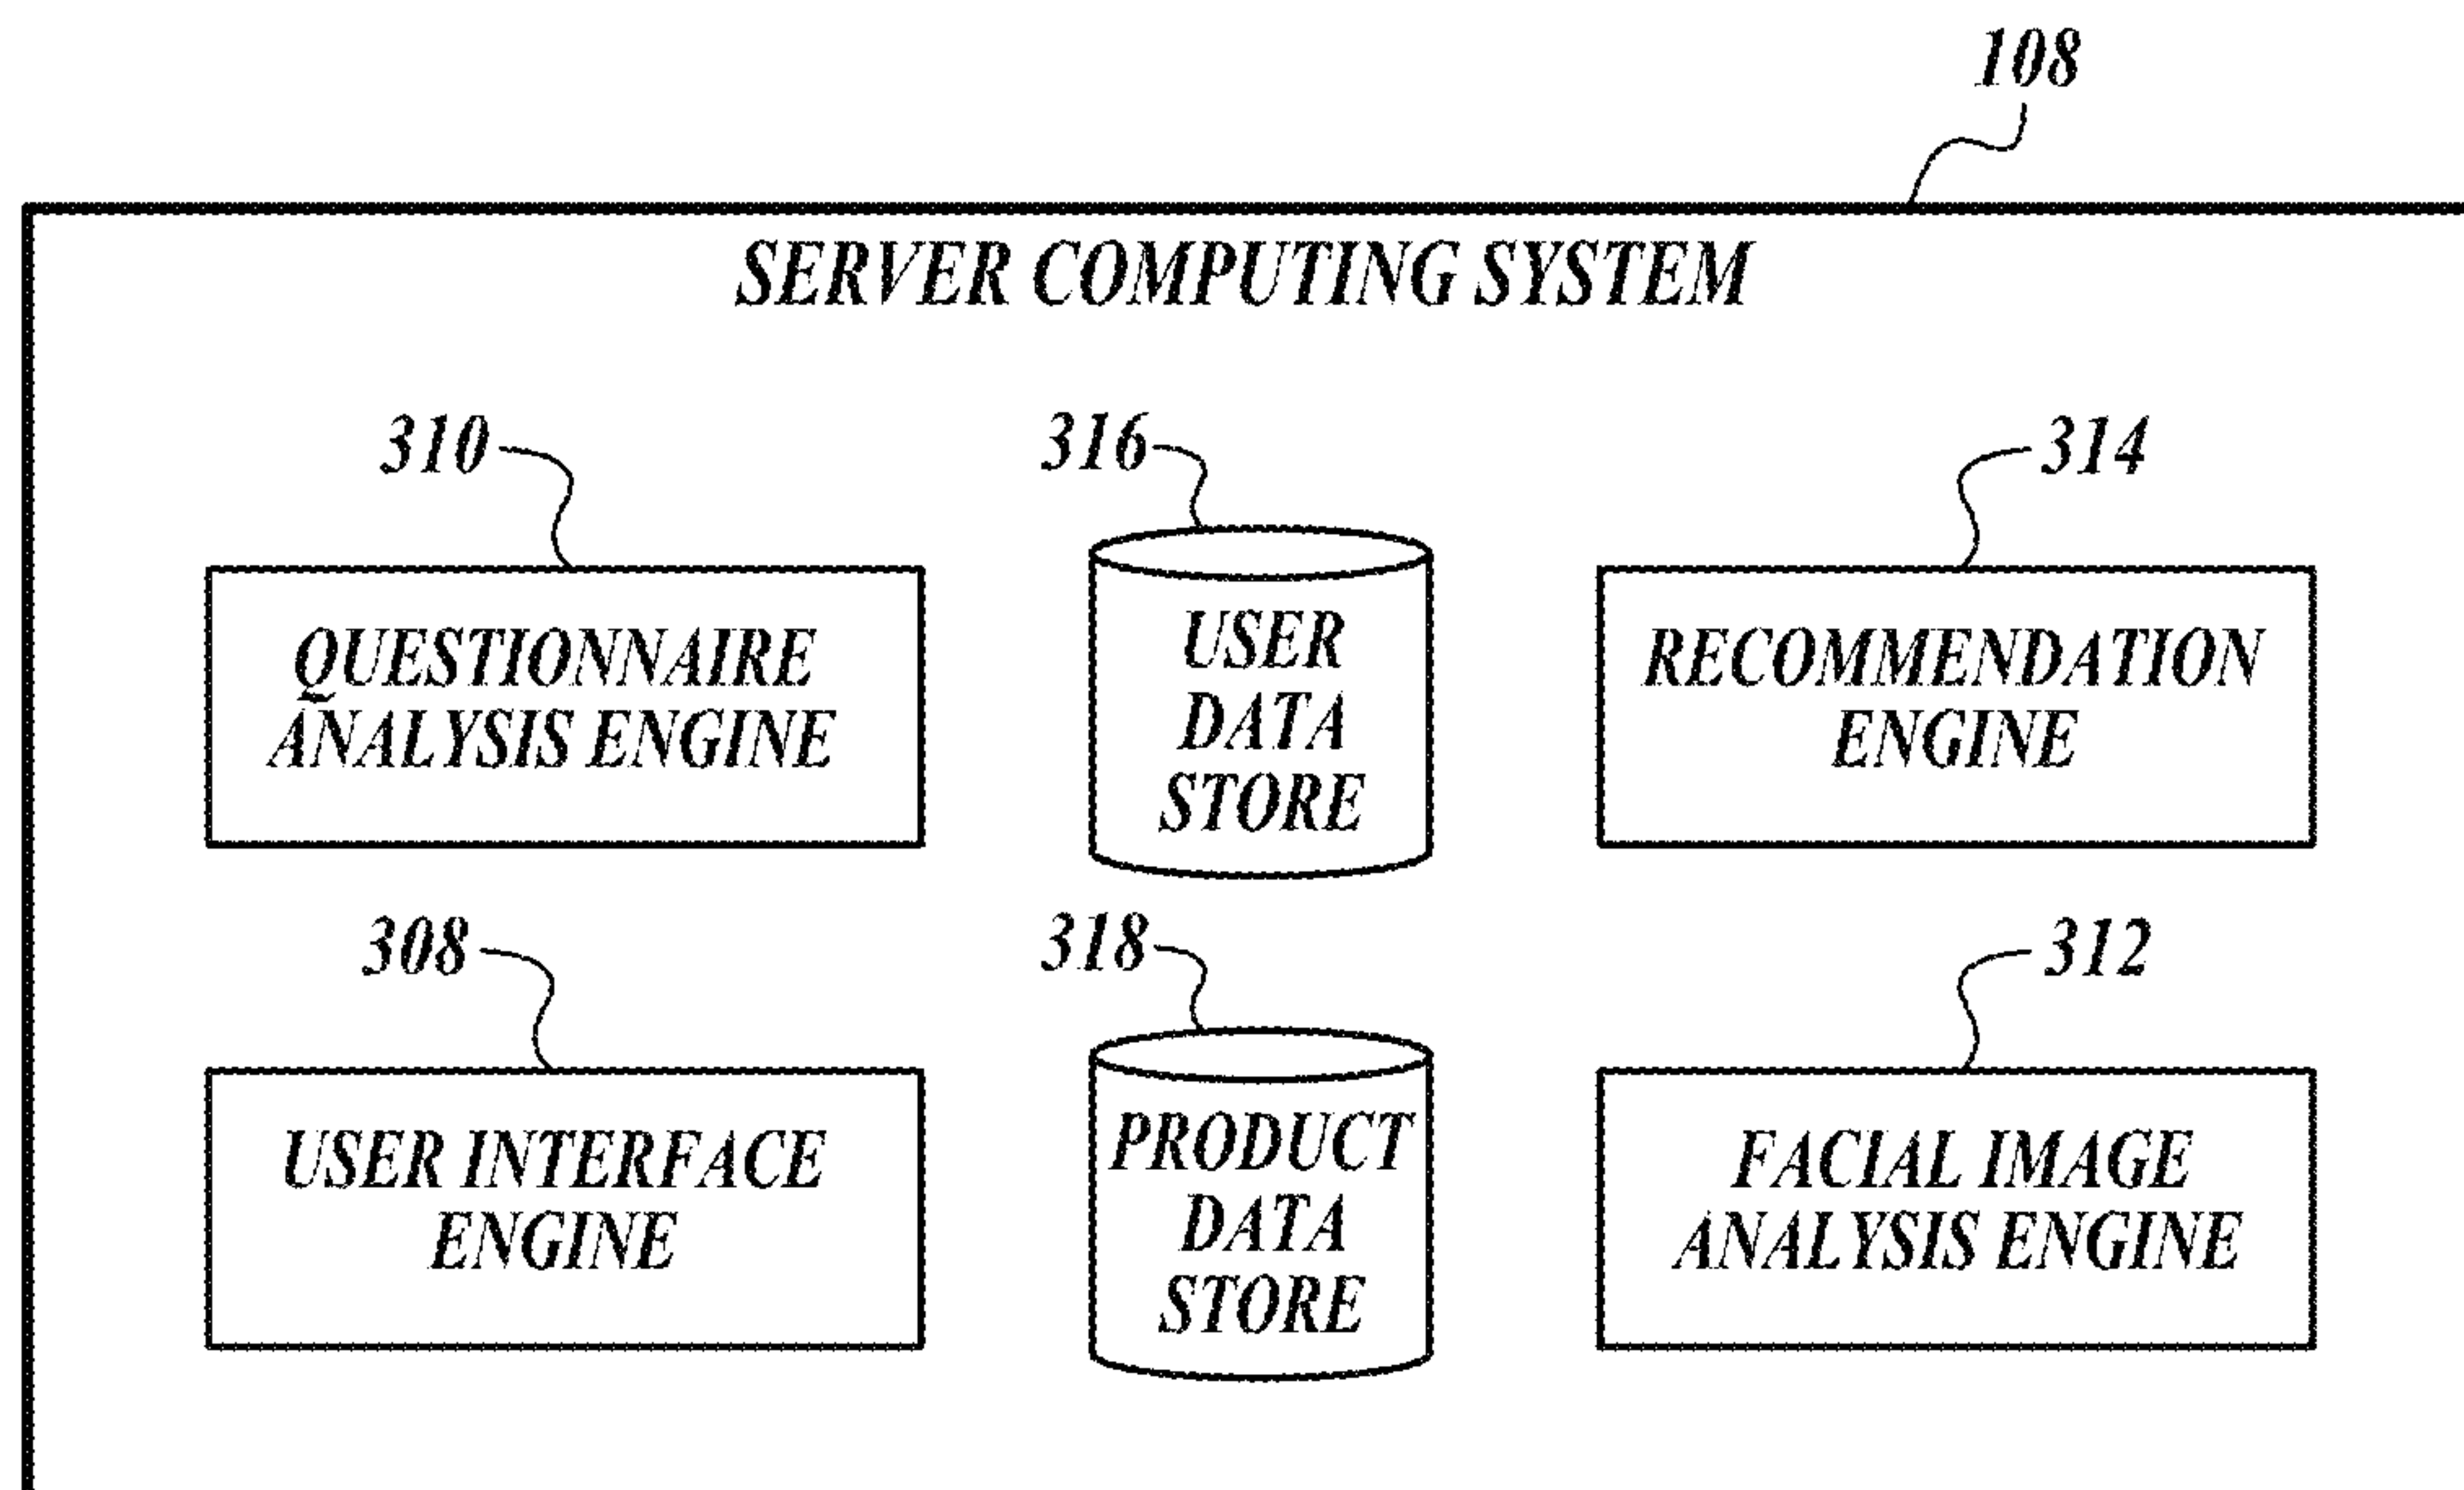 108
SERVER COMPUTING SYSTEM
310
316
314
QUESTIONNAIRE
ANALYSIS ENGINE
USER
DATA
STORE
RECOMMENDATION
ENGINE
308
318
312
USER INTERFACE
ENGINE
PRODUCT
DATA
STORE
FACIAL IMAGE
ANALYSIS ENGINE